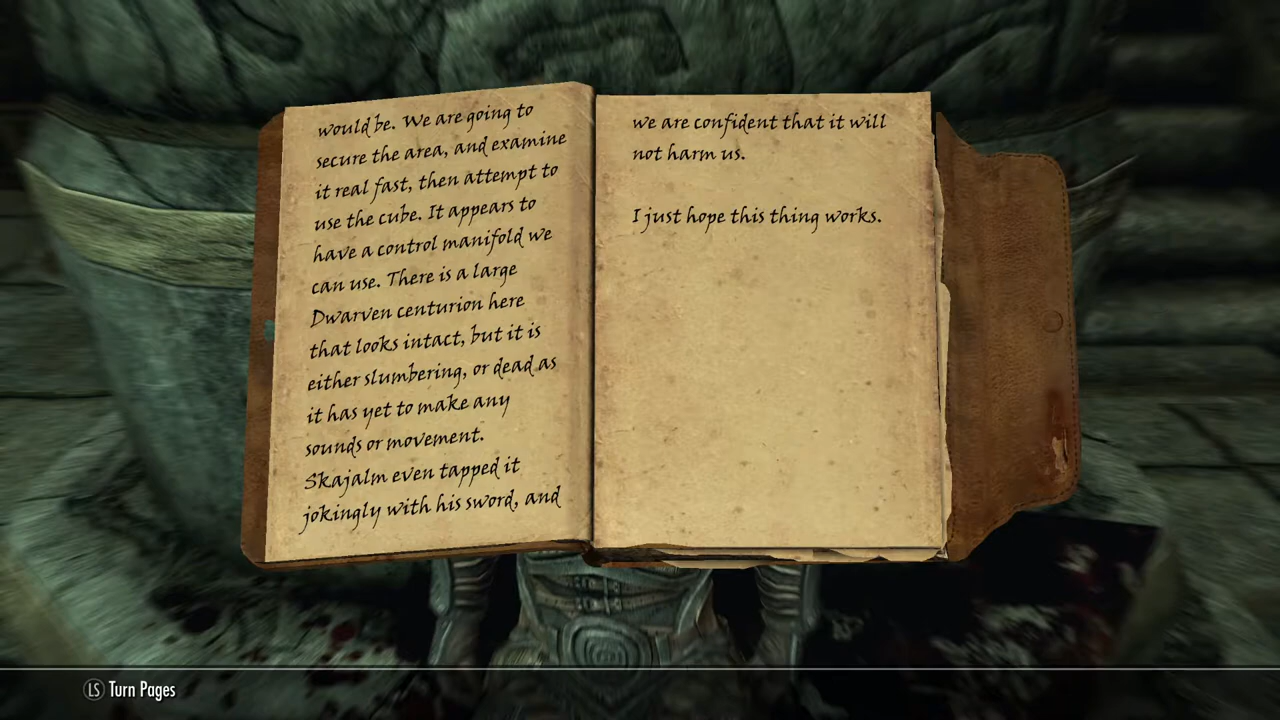 would be. We are going to
secure the area, and examine
it real fast, then attempt to
use the cube. It appears to
have a control manifold we
can use. There is a large
Dwarven centurion here
that looks intact, but it is
either slumbering, or dead as
it has yet to make any
sounds or movement.
Skajalm even tapped it
jokingly with his sword, and
we are confident that it will
not harm us.
I just hope this thing works.
LS Turn Pages